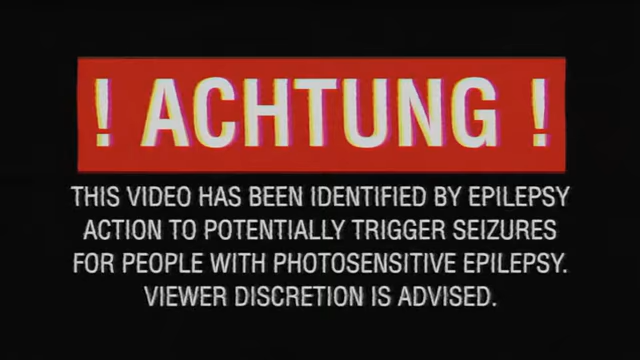 ! ACHTUNG !
THIS VIDEO HAS BEEN IDENTIFIED BY EPILEPSY
ACTION TO POTENTIALLY TRIGGER SEIZURES
FOR PEOPLE WITH PHOTOSENSITIVE EPILEPSY.
VIEWER DISCRETION IS ADVISED.